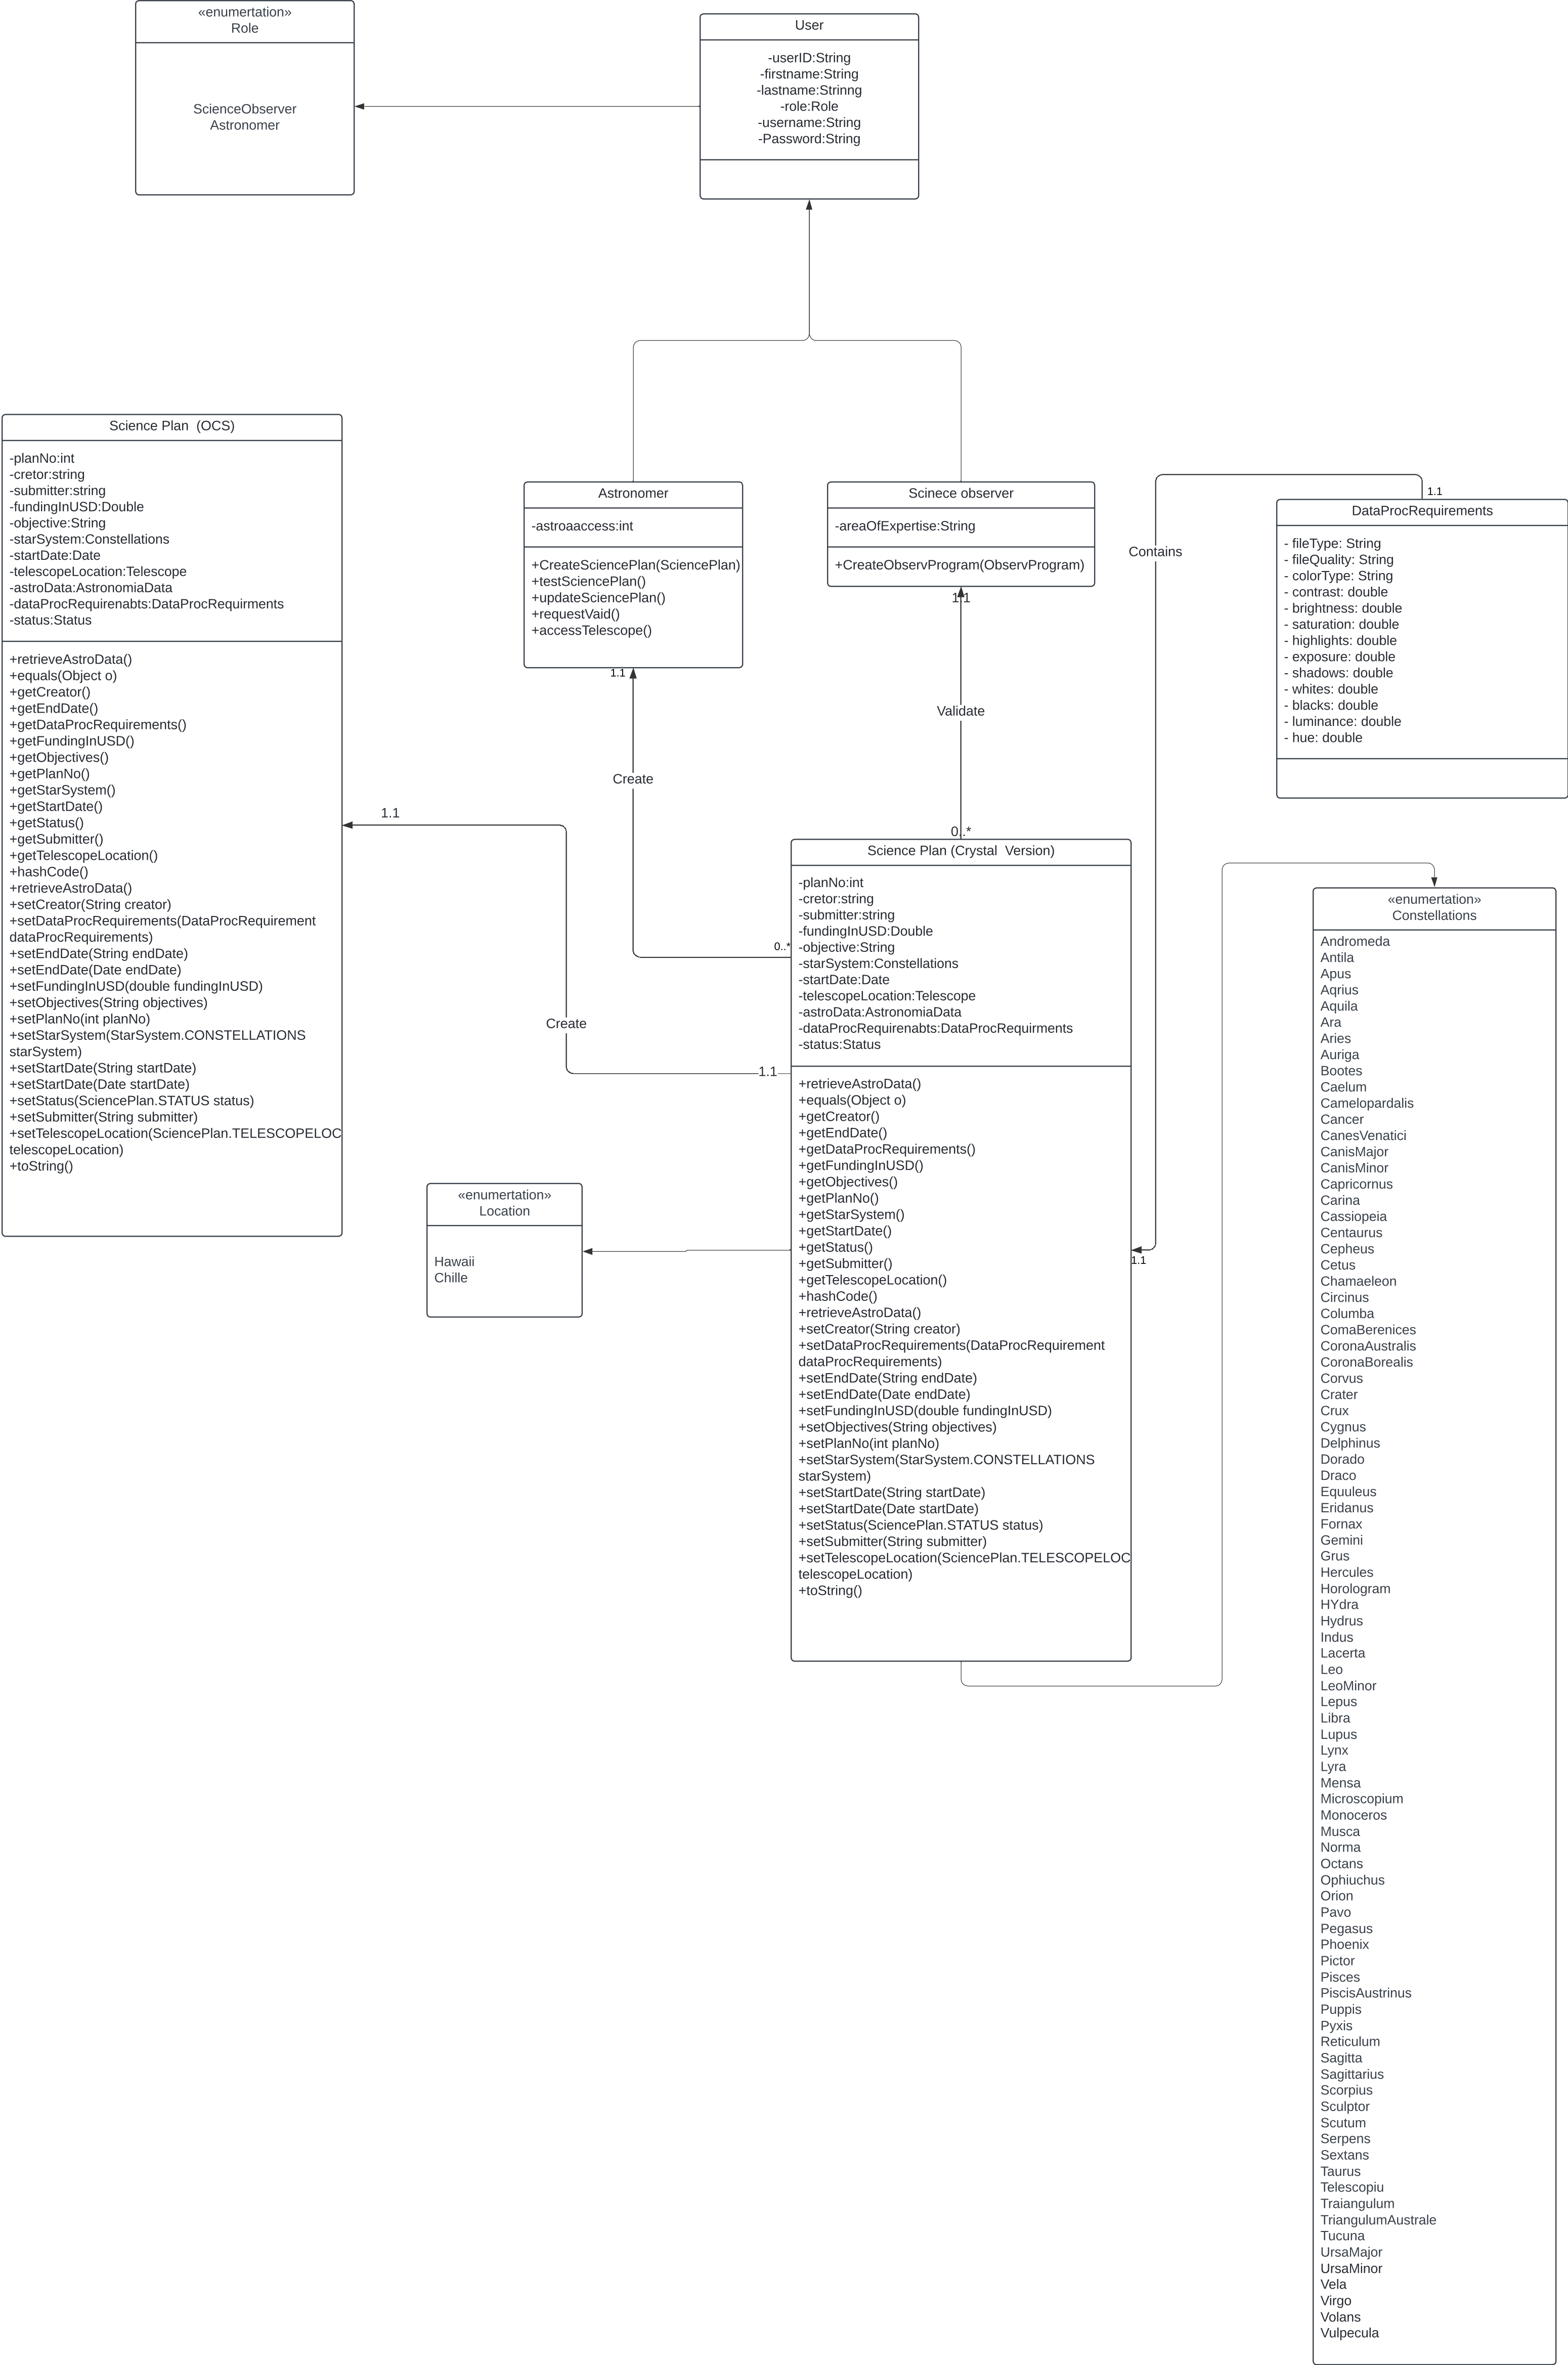 «enumertation»
Role
ScienceObserver
Astronomer
User
-userID:String
-firstname:String
-lastname:Strinng
-role:Role
-username:String
-Password:String
Science Plan  (OCS)
-planNo:int
-cretor:string
-submitter:string
-fundingInUSD:Double
-objective:String
-starSystem:Constellations
-startDate:Date
-telescopeLocation:Telescope
-astroData:AstronomiaData
-dataProcRequirenabts:DataProcRequirments
-status:Status
+retrieveAstroData()
+equals(Object o)
+getCreator()
+getEndDate()
+getDataProcRequirements()
+getFundingInUSD()
+getObjectives()
+getPlanNo()
+getStarSystem()
+getStartDate()
+getStatus()
+getSubmitter()
+getTelescopeLocation()
+hashCode()
+retrieveAstroData()
+setCreator(String creator)
+setDataProcRequirements(DataProcRequirement
dataProcRequirements)
+setEndDate(String endDate)
+setEndDate(Date endDate)
+setFundingInUSD(double fundingInUSD)
+setObjectives(String objectives)
+setPlanNo(int planNo)
+setStarSystem(StarSystem.CONSTELLATIONS
starSystem)
+setStartDate(String startDate)
+setStartDate(Date startDate)
+setStatus(SciencePlan.STATUS status)
+setSubmitter(String submitter)
+setTelescopeLocation(SciencePlan.TELESCOPELOC
telescopeLocation)
+toString()
Astronomer
-astroaaccess:int
+CreateSciencePlan(SciencePlan)
+testSciencePlan()
+updateSciencePlan()
+requestVaid()
+accessTelescope()
Scinece observer
-areaOfExpertise:String
+CreateObservProgram(ObservProgram)
1.1
Contains
DataProcRequirements
- fileType: String
- fileQuality: String
- colorType: String
- contrast: double
- brightness: double
- saturation: double
- highlights: double
- exposure: double
- shadows: double
- whites: double
- blacks: double
- luminance: double
- hue: double
1.1
1.1
Validate
Create
1.1
0..*
0..*
Create
1.1
1.1
Science Plan (Crystal  Version)
-planNo:int
-cretor:string
-submitter:string
-fundingInUSD:Double
-objective:String
-starSystem:Constellations
-startDate:Date
-telescopeLocation:Telescope
-astroData:AstronomiaData
-dataProcRequirenabts:DataProcRequirments
-status:Status
+retrieveAstroData()
+equals(Object o)
+getCreator()
+getEndDate()
+getDataProcRequirements()
+getFundingInUSD()
+getObjectives()
+getPlanNo()
+getStarSystem()
+getStartDate()
+getStatus()
+getSubmitter()
+getTelescopeLocation()
+hashCode()
+retrieveAstroData()
+setCreator(String creator)
+setDataProcRequirements(DataProcRequirement
dataProcRequirements)
+setEndDate(String endDate)
+setEndDate(Date endDate)
+setFundingInUSD(double fundingInUSD)
+setObjectives(String objectives)
+setPlanNo(int planNo)
+setStarSystem(StarSystem.CONSTELLATIONS
starSystem)
+setStartDate(String startDate)
+setStartDate(Date startDate)
+setStatus(SciencePlan.STATUS status)
+setSubmitter(String submitter)
+setTelescopeLocation(SciencePlan.TELESCOPELOC
telescopeLocation)
+toString()
«enumertation»
Location
Hawaii
Chille
1.1
«enumertation»
Constellations
Andromeda
Antila
Apus
Aqrius
Aquila
Ara
Aries
Auriga
Bootes
Caelum
Camelopardalis
Cancer
CanesVenatici
CanisMajor
CanisMinor
Capricornus
Carina
Cassiopeia
Centaurus
Cepheus
Cetus
Chamaeleon
Circinus
Columba
ComaBerenices
CoronaAustralis
CoronaBorealis
Corvus
Crater
Crux
Cygnus
Delphinus
Dorado
Draco
Equuleus
Eridanus
Fornax
Gemini
Grus
Hercules
Horologram
HYdra
Hydrus
Indus
Lacerta
Leo
LeoMinor
Lepus
Libra
Lupus
Lynx
Lyra
Mensa
Microscopium
Monoceros
Musca
Norma
Octans
Ophiuchus
Orion
Pavo
Pegasus
Phoenix
Pictor
Pisces
PiscisAustrinus
Puppis
Pyxis
Reticulum
Sagitta
Sagittarius
Scorpius
Sculptor
Scutum
Serpens
Sextans
Taurus
Telescopiu
Traiangulum
TriangulumAustrale
Tucuna
UrsaMajor
UrsaMinor
Vela
Virgo
Volans
Vulpecula